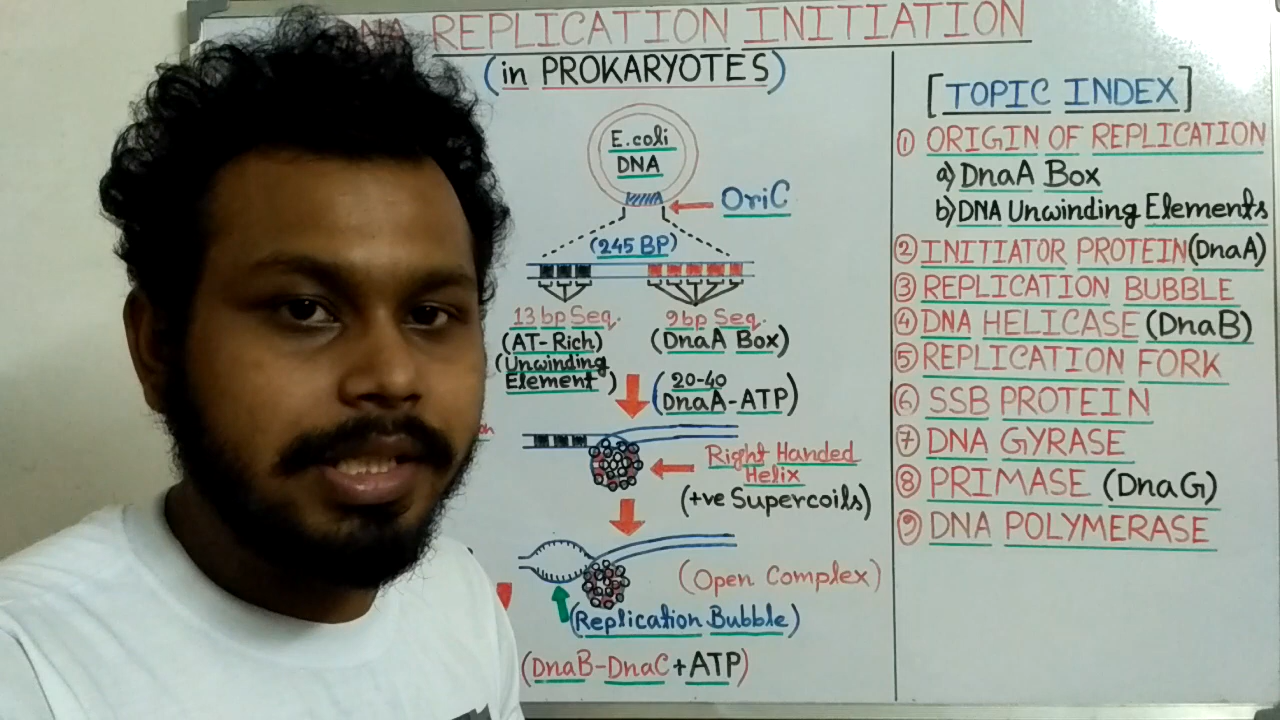 DNA REPLICATION INITIATION
(in PROKARYOTES)
E.coli
DNA
OriC
(245 BP)
13 bp Seq.
(AT-Rich)
(Unwinding
Element)
9 bp Seq.
(DnaA Box)
20-40
(DnaA-ATP)
Right Handed
Helix
(+ve Supercoils)
(Open Complex)
(Replication Bubble)
(DnaB-DnaC+ATP)
[TOPIC INDEX]
① ORIGIN OF REPLICATION
a) DnaA Box
b) DNA Unwinding Elements
② INITIATOR PROTEIN (DnaA)
③ REPLICATION BUBBLE
④ DNA HELICASE (DnaB)
⑤ REPLICATION FORK
⑥ SSB PROTEIN
⑦ DNA GYRASE
⑧ PRIMASE (DnaG)
⑨ DNA POLYMERASE